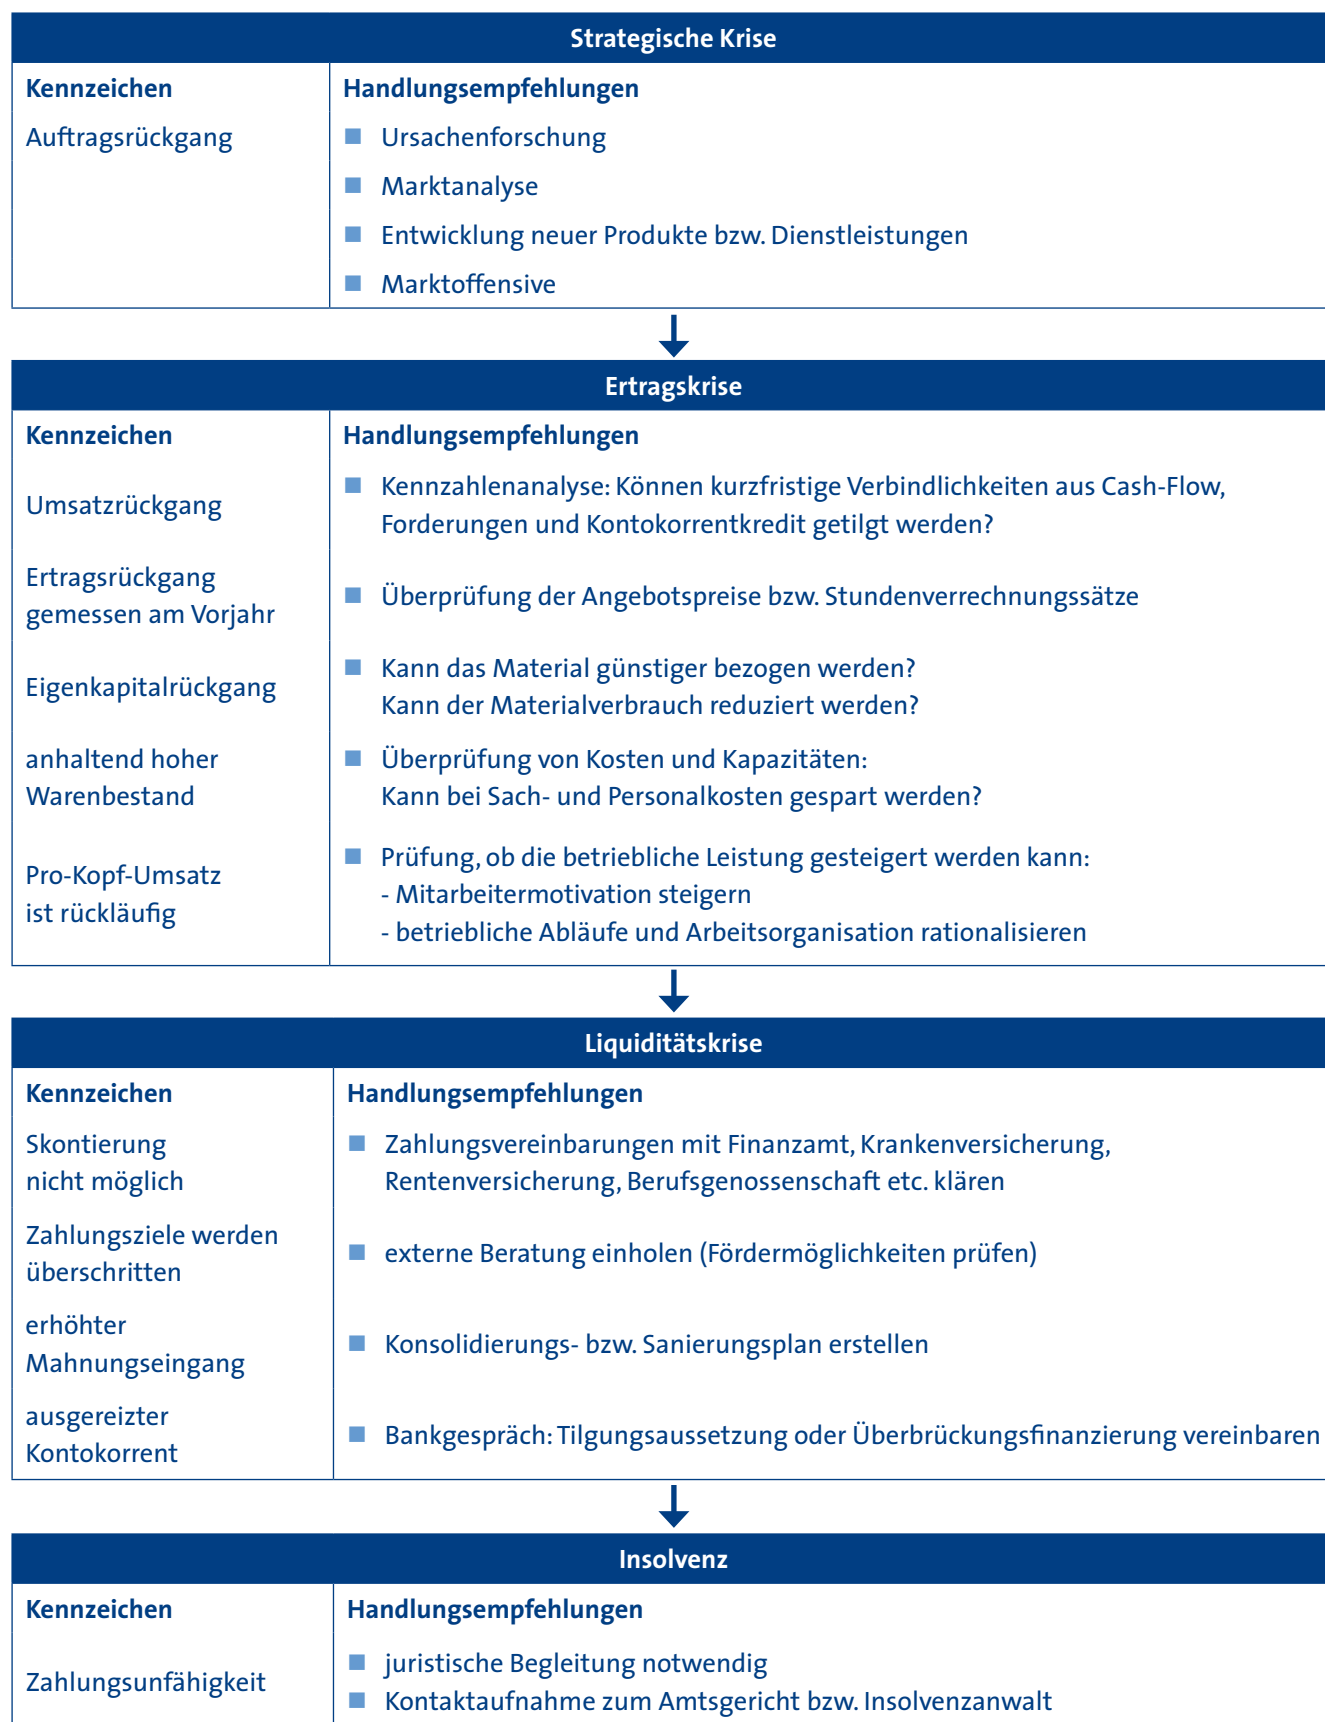 Strategische Krise
Kennzeichen
Handlungsempfehlungen
Auftragsrückgang
Ursachenforschung
Marktanalyse
Entwicklung neuer Produkte bzw. Dienstleistungen
Marktoffensive
Ertragskrise
Kennzeichen
Handlungsempfehlungen
Umsatzrückgang
Kennzahlenanalyse: Können kurzfristige Verbindlichkeiten aus Cash-Flow,
Forderungen und Kontokorrentkredit getilgt werden?
Ertragsrückgang
gemessen am Vorjahr
Überprüfung der Angebotspreise bzw. Stundenverrechnungssätze
Eigenkapitalrückgang
Kann das Material günstiger bezogen werden?
Kann der Materialverbrauch reduziert werden?
anhaltend hoher
Warenbestand
Überprüfung von Kosten und Kapazitäten:
Kann bei Sach- und Personalkosten gespart werden?
Pro-Kopf-Umsatz
ist rückläufig
Prüfung, ob die betriebliche Leistung gesteigert werden kann:
- Mitarbeitermotivation steigern
- betriebliche Abläufe und Arbeitsorganisation rationalisieren
Liquiditätskrise
Kennzeichen
Handlungsempfehlungen
Skontierung
nicht möglich
Zahlungsvereinbarungen mit Finanzamt, Krankenversicherung,
Rentenversicherung, Berufsgenossenschaft etc. klären
Zahlungsziele werden
überschritten
externe Beratung einholen (Fördermöglichkeiten prüfen)
erhöhter
Mahnungseingang
Konsolidierungs- bzw. Sanierungsplan erstellen
ausgereizter
Kontokorrent
Bankgespräch: Tilgungsaussetzung oder Überbrückungsfinanzierung vereinbaren
Insolvenz
Kennzeichen
Handlungsempfehlungen
Zahlungsunfähigkeit
juristische Begleitung notwendig
Kontaktaufnahme zum Amtsgericht bzw. Insolvenzanwalt